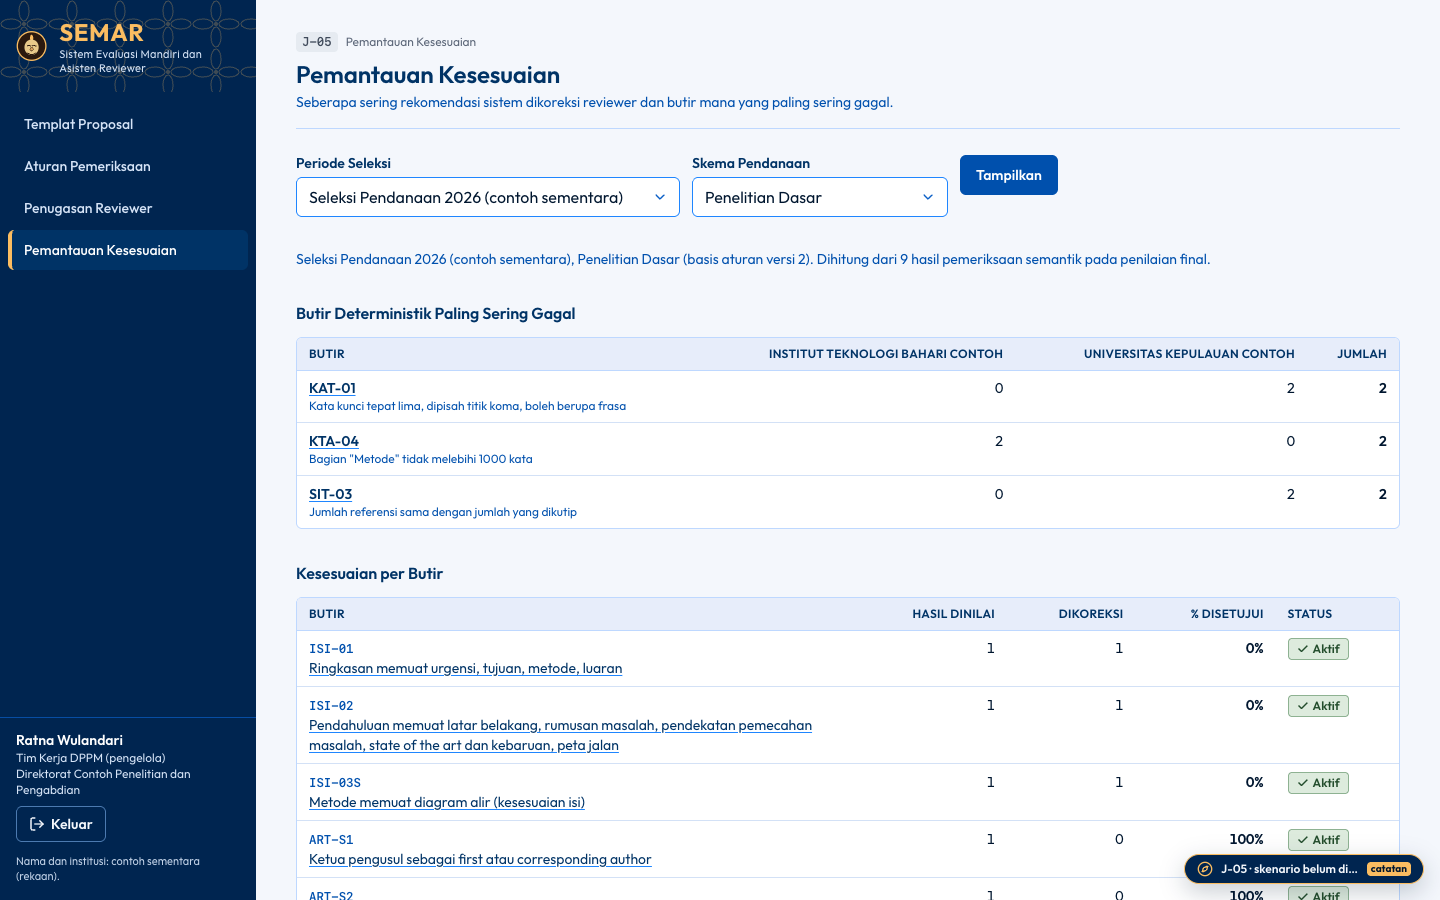 SEMAR
Sistem Evaluasi Mandiri dan
Asisten Reviewer
Templat Proposal
Aturan Pemeriksaan
Penugasan Reviewer
Pemantauan Kesesuaian
Ratna Wulandari
Tim Kerja DPPM (pengelola)
Direktorat Contoh Penelitian dan
Pengabdian
Keluar
Nama dan institusi: contoh sementara
(rekaan).
J-05 Pemantauan Kesesuaian
Pemantauan Kesesuaian
Seberapa sering rekomendasi sistem dikoreksi reviewer dan butir mana yang paling sering gagal.
Periode Seleksi Skema Pendanaan
Seleksi Pendanaan 2026 (contoh sementara) Penelitian Dasar Tampilkan
Seleksi Pendanaan 2026 (contoh sementara), Penelitian Dasar (basis aturan versi 2). Dihitung dari 9 hasil pemeriksaan semantik pada penilaian final.
Butir Deterministik Paling Sering Gagal
BUTIR INSTITUT TEKNOLOGI BAHARI CONTOH UNIVERSITAS KEPULAUAN CONTOH JUMLAH
KAT-01 0 2 2
Kata kunci tepat lima, dipisah titik koma, boleh berupa frasa
KTA-04 2 0 2
Bagian "Metode" tidak melebihi 1000 kata
SIT-03 0 2 2
Jumlah referensi sama dengan jumlah yang dikutip
Kesesuaian per Butir
BUTIR HASIL DINILAI DIKOREKSI % DISETUJUI STATUS
ISI-01 1 1 0% Aktif
Ringkasan memuat urgensi, tujuan, metode, luaran
ISI-02 1 1 0% Aktif
Pendahuluan memuat latar belakang, rumusan masalah, pendekatan pemecahan
masalah, state of the art dan kebaruan, peta jalan
ISI-03S 1 1 0% Aktif
Metode memuat diagram alir (kesesuaian isi)
ART-S1 1 0 100% Aktif
Ketua pengusul sebagai first atau corresponding author
J-05 · skenario belum di... catatan
ART-S2 1 0 100% Aktif